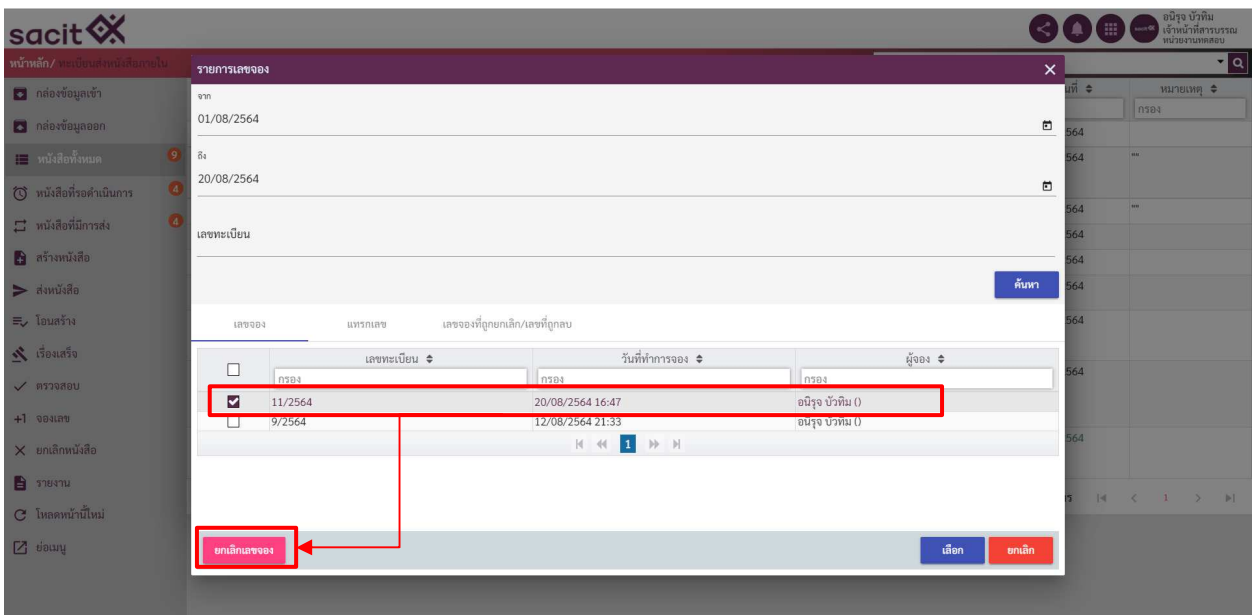 sacit
อนิรุจ บัวทิม
เจ้าหน้าที่สารบรรณ
หน่วยงานทดสอบ
หน้าหลัก/ ทะเบียนส่งหนังสือภายใน
กล่องข้อมูลเข้า
กล่องข้อมูลออก
หนังสือทั้งหมด 9
หนังสือที่รอดำเนินการ 4
หนังสือที่มีการส่ง 4
สร้างหนังสือ
ส่งหนังสือ
โอนสร้าง
เรื่องเสร็จ
ตรวจสอบ
+1 จองเลข
ยกเลิกหนังสือ
รายงาน
โหลดหน้านี้ใหม่
ย่อเมนู
รายการเลขจอง
จาก
01/08/2564
ถึง
20/08/2564
เลขทะเบียน
ค้นหา
เลขจอง แทรกเลข เลขจองที่ถูกยกเลิก/เลขที่ถูกลบ
เลขทะเบียน วันที่ทำการจอง ผู้จอง
กรอง กรอง กรอง
11/2564 20/08/2564 16:47 อนิรุจ บัวทิม ()
9/2564 12/08/2564 21:33 อนิรุจ บัวทิม ()
1
ยกเลิกเลขจอง เลือก ยกเลิก
หมายเหตุ
กรอง
564
564 ""
564 ""
564
564
564
564
564
564
1